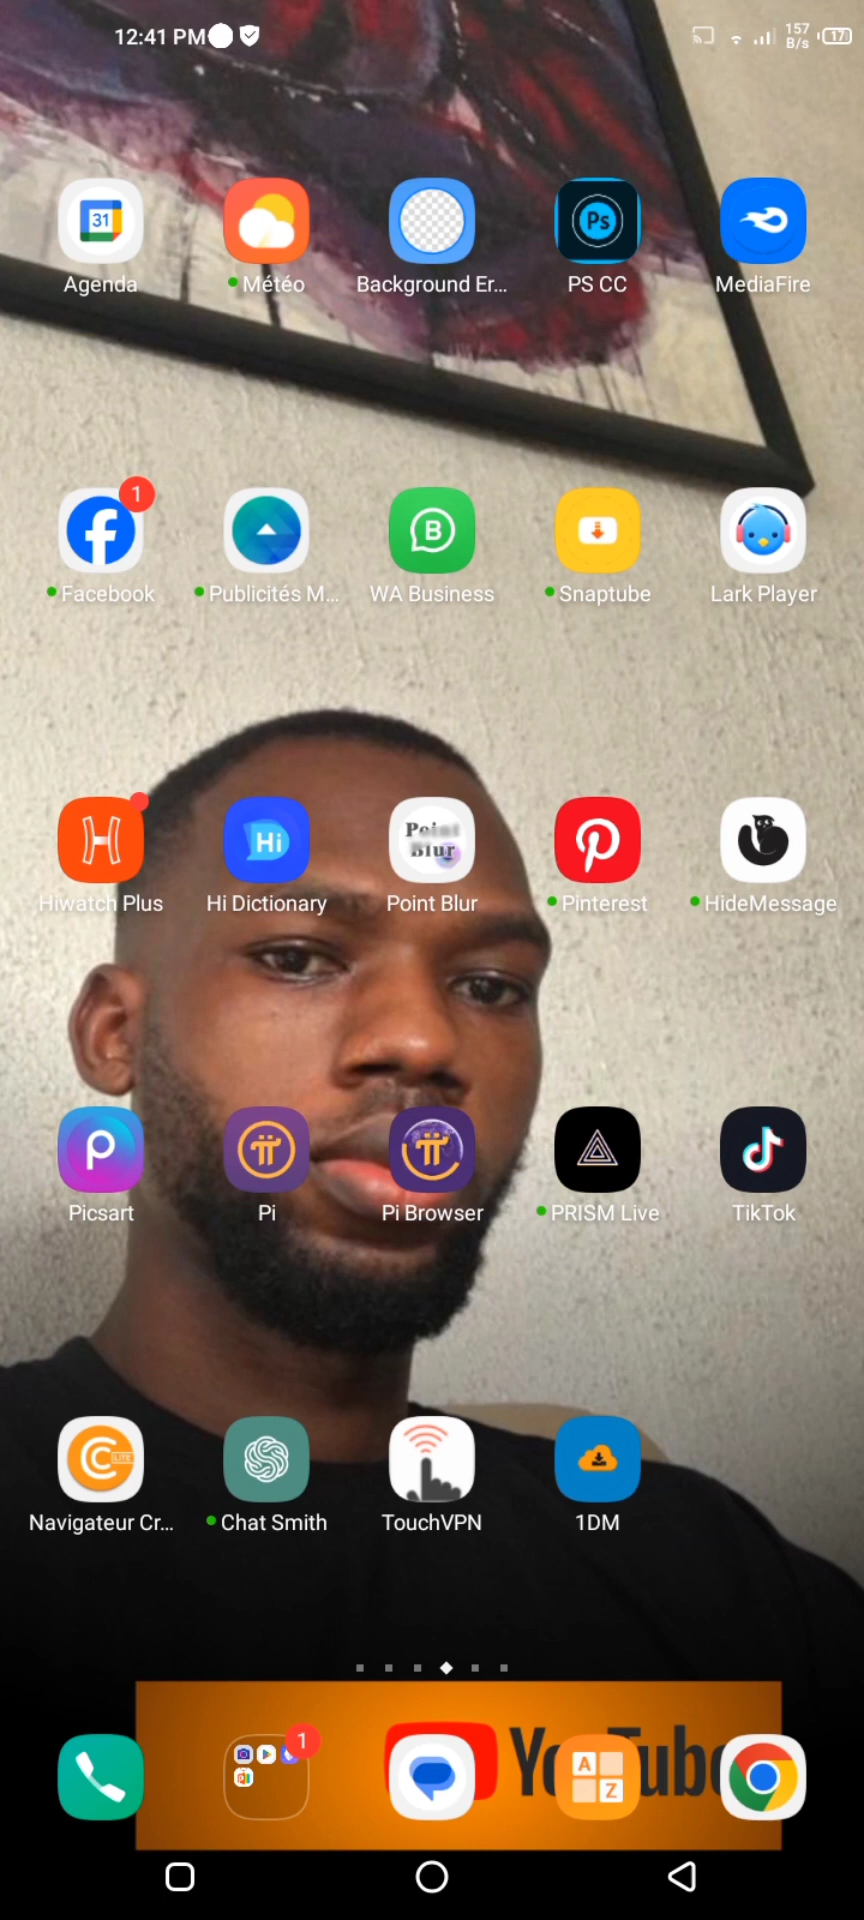 12:41 PM
157
B/s
17
31
Agenda
Météo
Background Er...
Ps
PS CC
MediaFire
1
Facebook
Publicités M...
B
WA Business
Snaptube
Lark Player
Hiwatch Plus
Hi
Hi Dictionary
Point
Blur
Point Blur
Pinterest
HideMessage
Picsart
Pi
Pi Browser
PRISM Live
TikTok
LITE
Navigateur Cr...
Chat Smith
TouchVPN
1DM
1
YouTube
A
Z